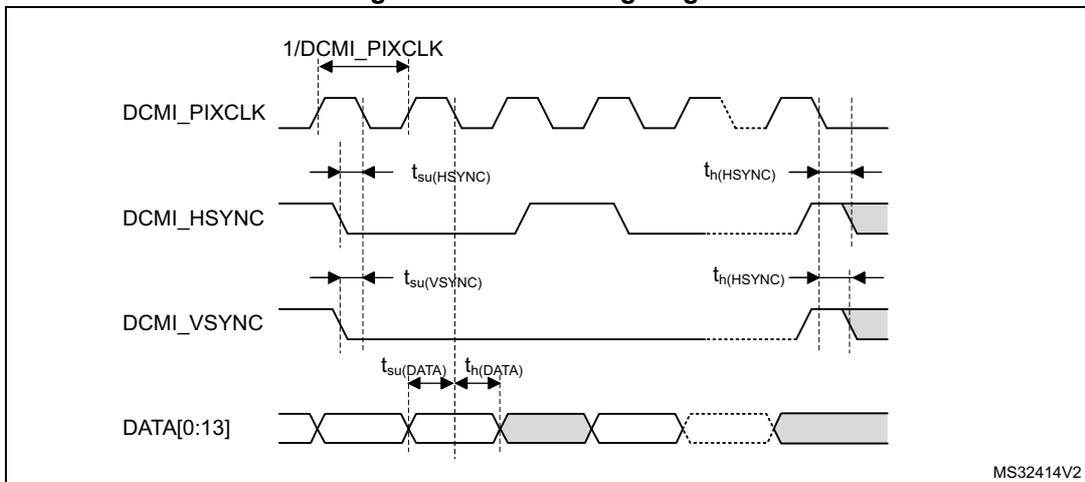 1/DCMI_PIXCLK
DCMI_PIXCLK
tsu(HSYNC)
th(HSYNC)
DCMI_HSYNC
tsu(VSYNC)
th(HSYNC)
DCMI_VSYNC
tsu(DATA) th(DATA)
DATA[0:13]
MS32414V2